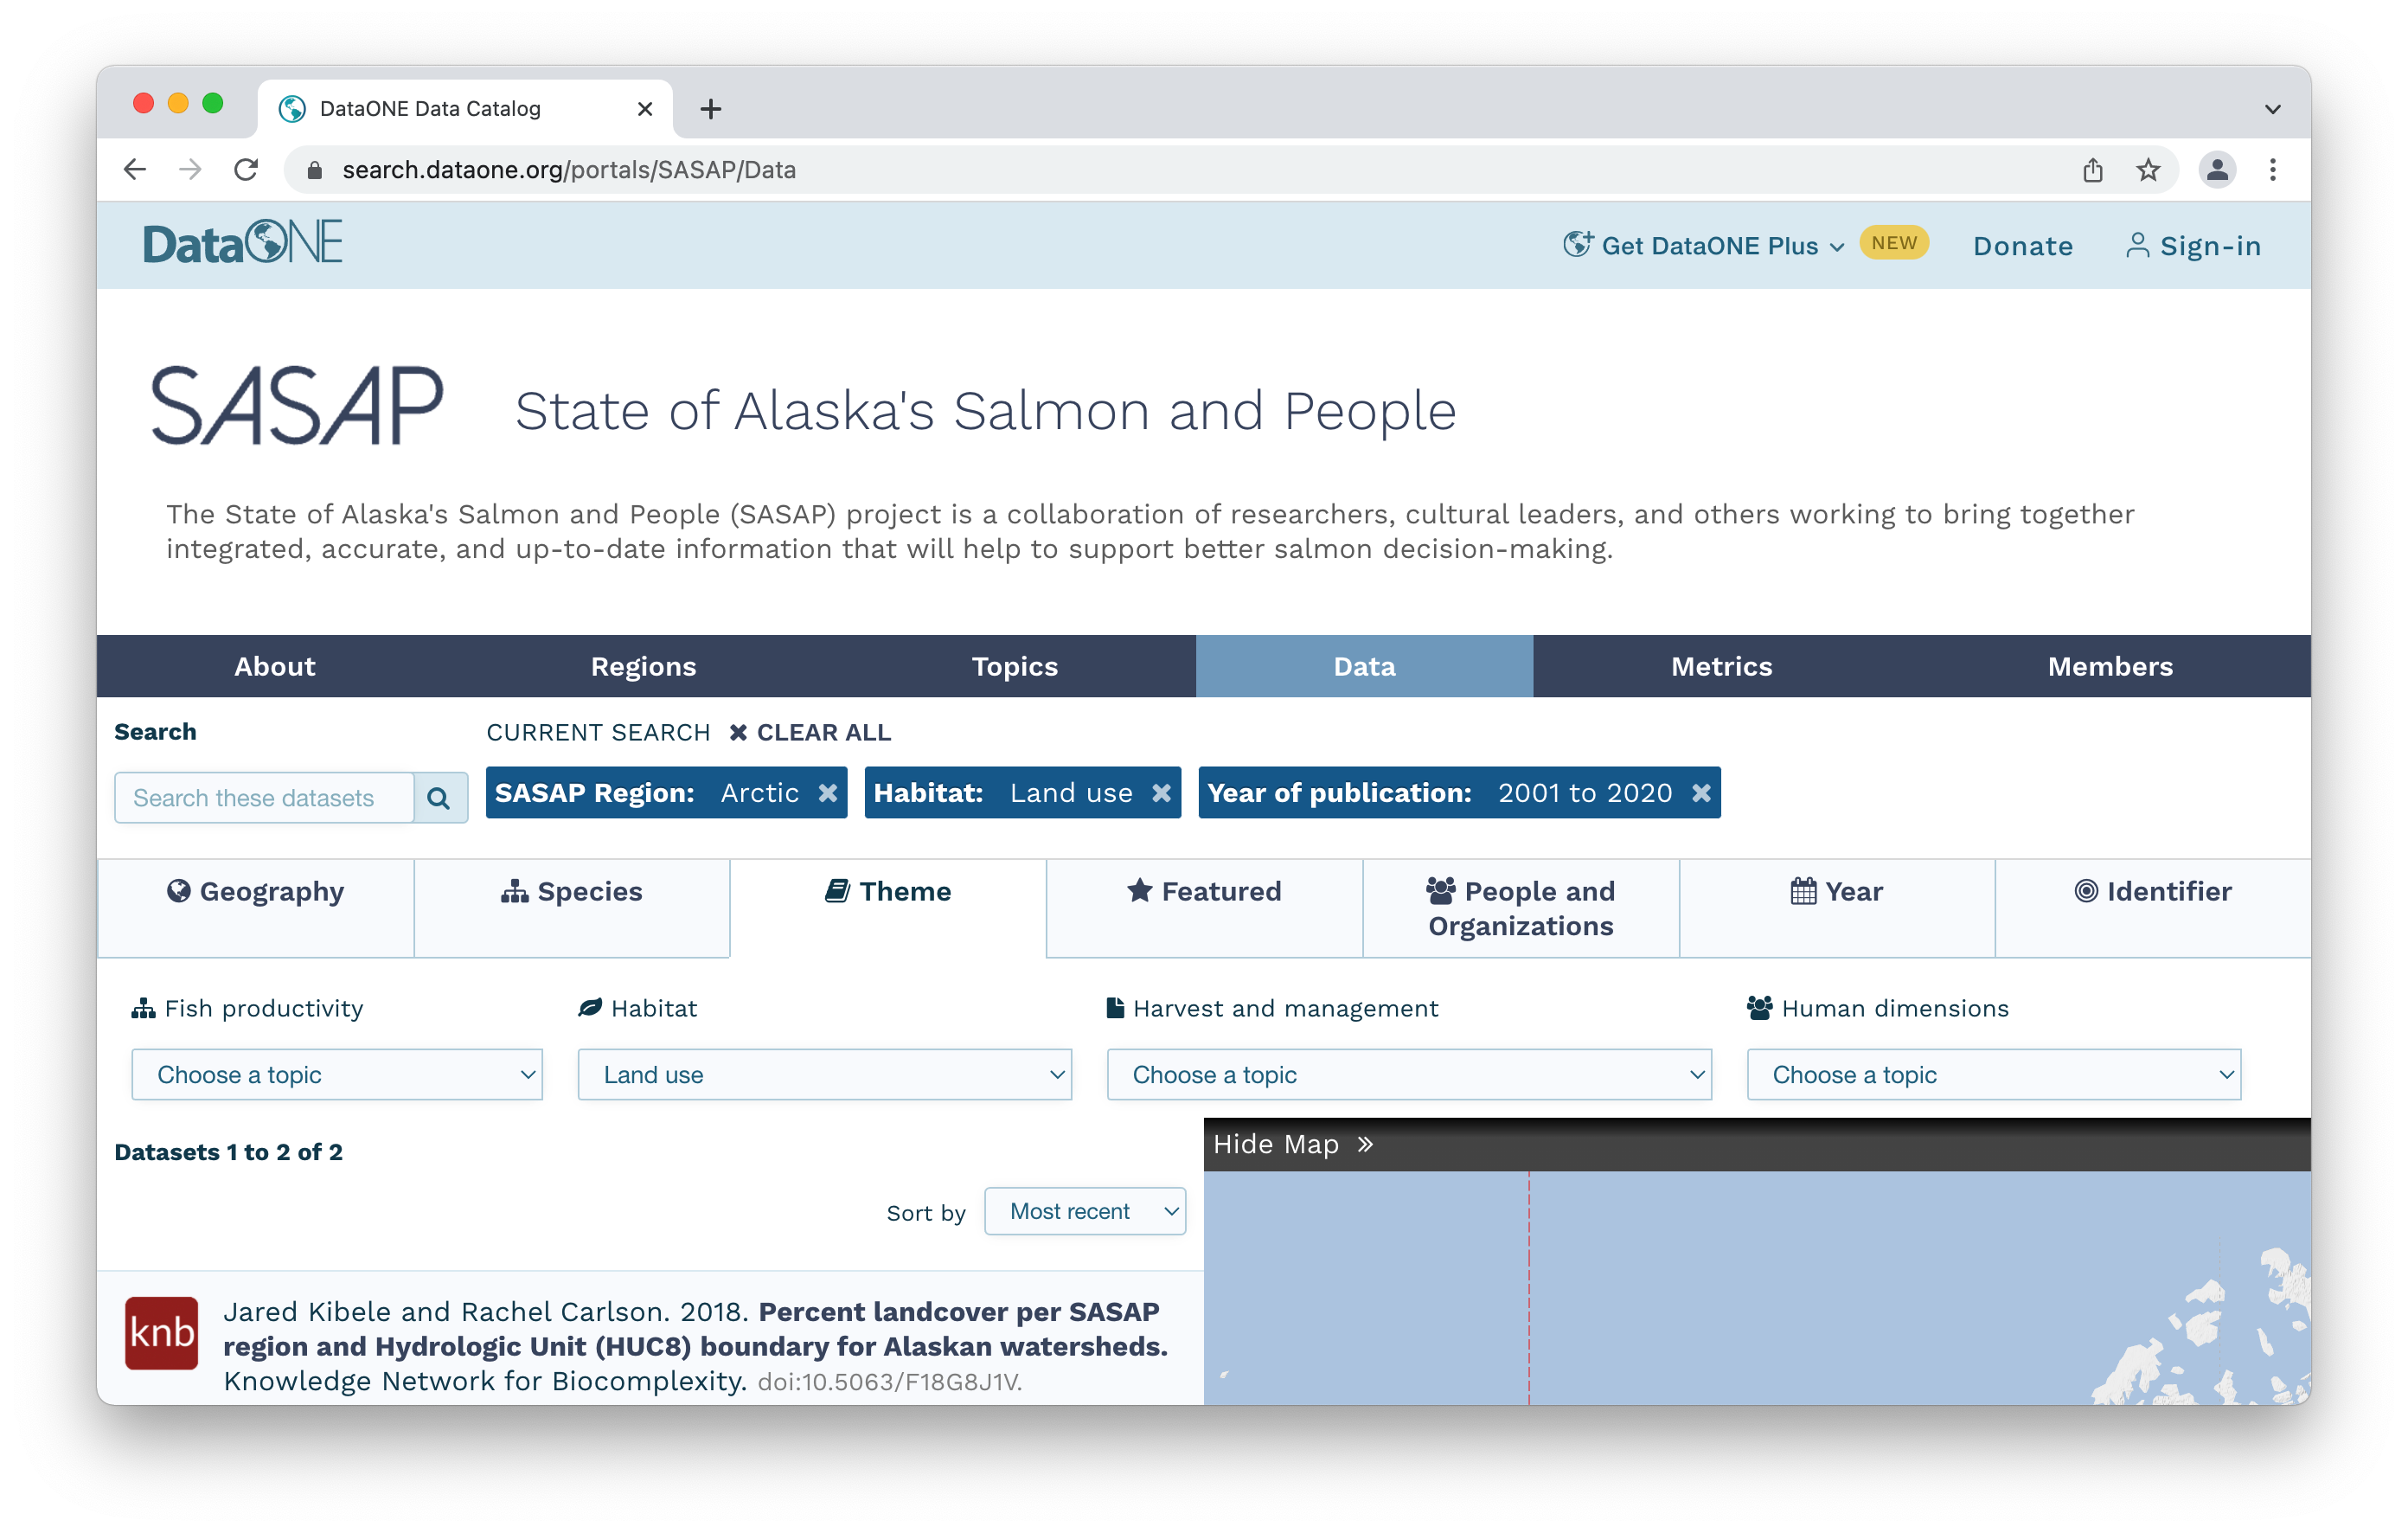 DataONE Data Catalog
search.dataone.org/portals/SASAP/Data
DataONE
Get DataONE Plus
NEW
Donate
Sign-in
SASAP
State of Alaska's Salmon and People
The State of Alaska's Salmon and People (SASAP) project is a collaboration of researchers, cultural leaders, and others working to bring together
integrated, accurate, and up-to-date information that will help to support better salmon decision-making.
About
Regions
Topics
Data
Metrics
Members
Search
CURRENT SEARCH
CLEAR ALL
Search these datasets
SASAP Region: Arctic
Habitat: Land use
Year of publication: 2001 to 2020
Geography
Species
Theme
Featured
People and
Organizations
Year
Identifier
Fish productivity
Habitat
Harvest and management
Human dimensions
Choose a topic
Land use
Choose a topic
Choose a topic
Datasets 1 to 2 of 2
Hide Map
Sort by
Most recent
knb
Jared Kibele and Rachel Carlson. 2018. Percent landcover per SASAP
region and Hydrologic Unit (HUC8) boundary for Alaskan watersheds.
Knowledge Network for Biocomplexity. doi:10.5063/F18G8J1V.